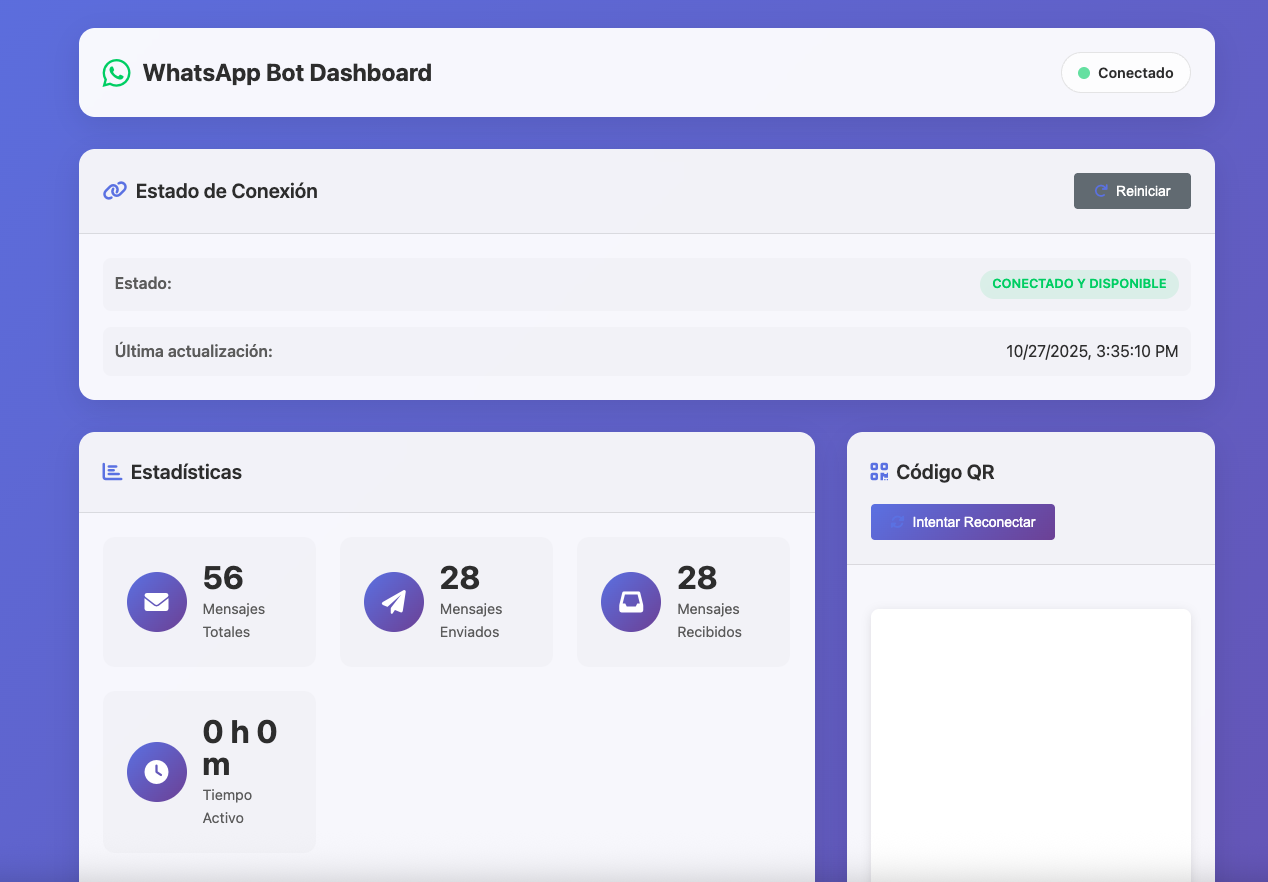 WhatsApp Bot Dashboard
Conectado
Estado de Conexión
Reiniciar
Estado:
CONECTADO Y DISPONIBLE
Última actualización:
10/27/2025, 3:35:10 PM
Estadísticas
56
Mensajes
Totales
28
Mensajes
Enviados
28
Mensajes
Recibidos
0 h 0
m
Tiempo
Activo
Código QR
Intentar Reconectar